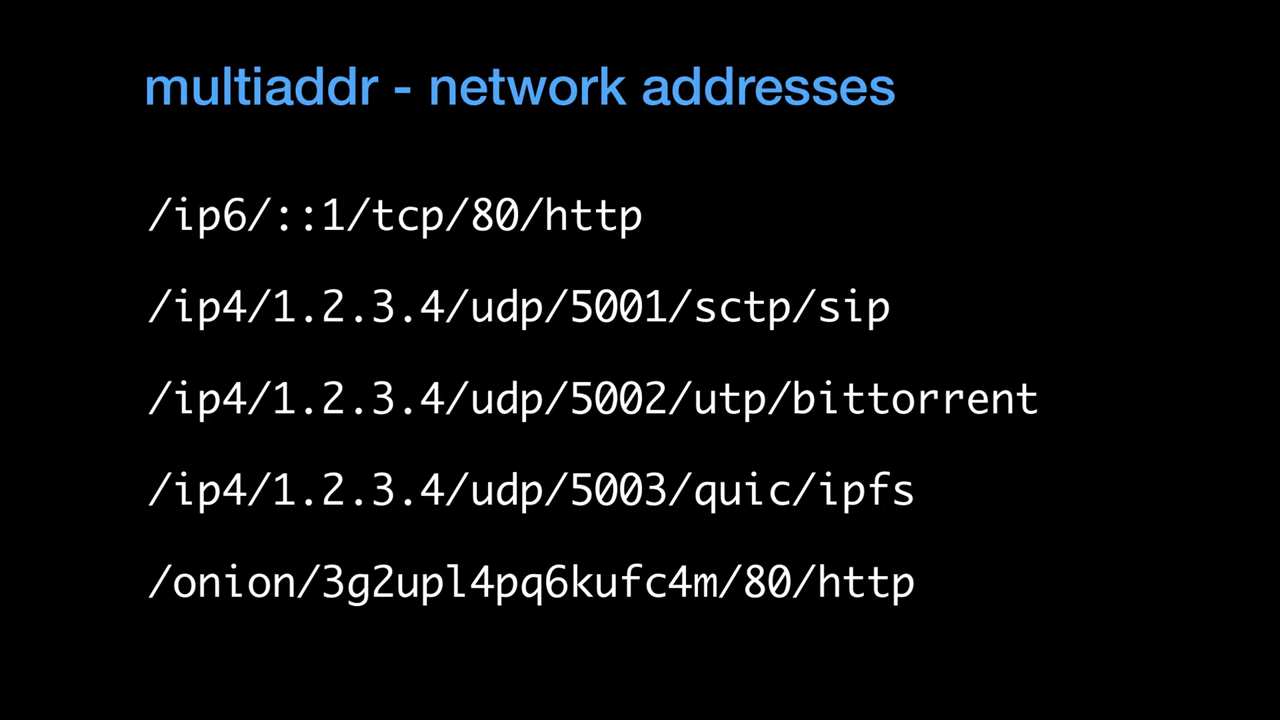 multiaddr - network addresses
/ip6/::1/tcp/80/http
/ip4/1.2.3.4/udp/5001/sctp/sip
/ip4/1.2.3.4/udp/5002/utp/bittorrent
/ip4/1.2.3.4/udp/5003/quic/ipfs
/onion/3g2upl4pq6kufc4m/80/http